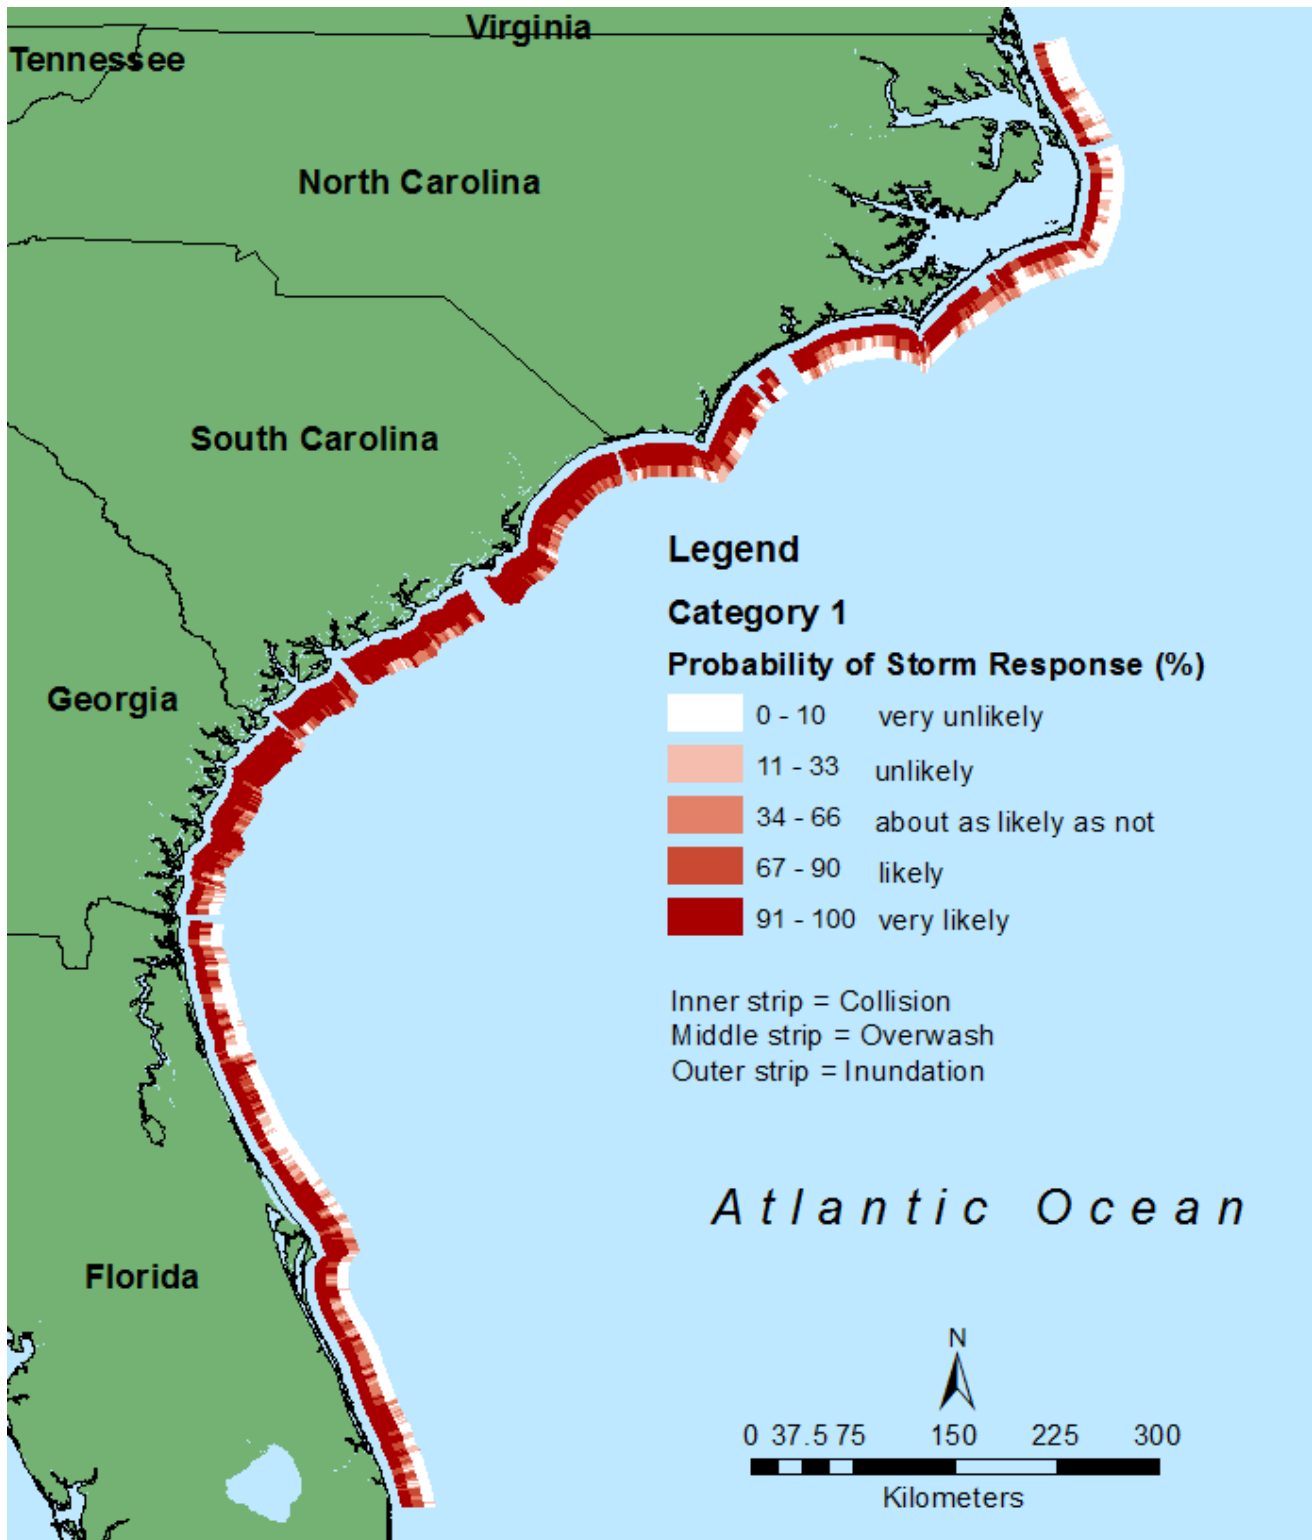 Virginia
Tennessee
North Carolina
South Carolina
Georgia
Florida
Legend
Category 1
Probability of Storm Response (%)
0 - 10 very unlikely
11 - 33 unlikely
34 - 66 about as likely as not
67 - 90 likely
91 - 100 very likely
Inner strip = Collision
Middle strip = Overwash
Outer strip = Inundation
Atlantic Ocean
N
0 37.5 75 150 225 300
Kilometers